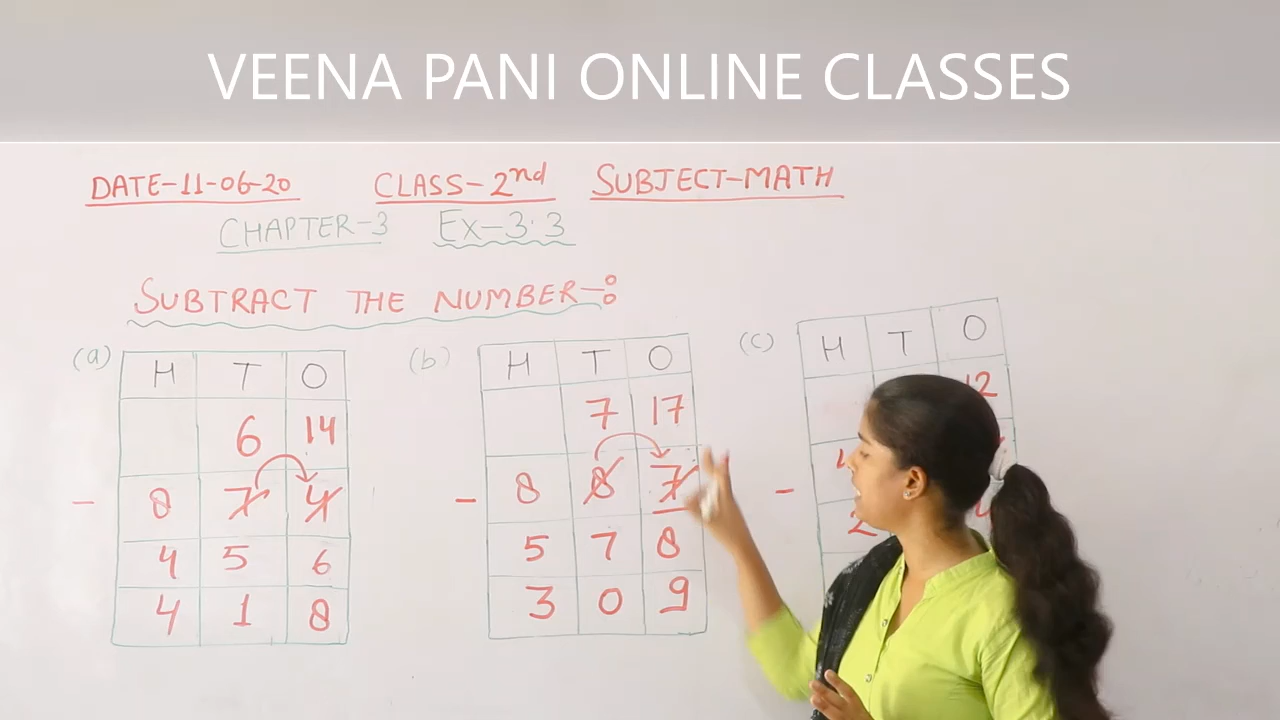 VEENA PANI ONLINE CLASSES
DATE-11-06-20 CLASS-2nd SUBJECT-MATH
CHAPTER-3 Ex-3.3
SUBTRACT THE NUMBER-:
(a)
H T O
6 14
- 8 7 4
4 5 6
4 1 8
(b)
H T O
7 17
- 8 8 7
5 7 8
3 0 9
(c)
H T O
12
- 2